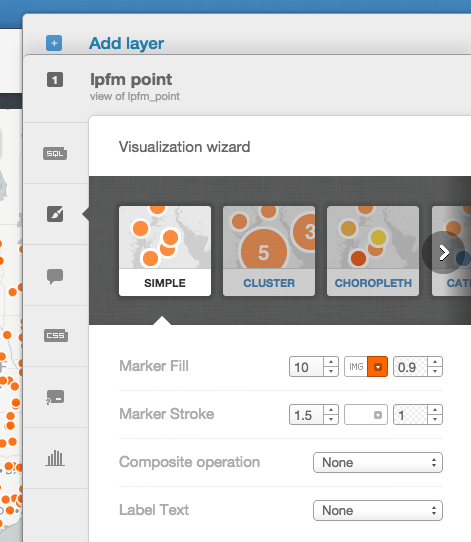 + Add layer
1 lpfm point
view of lpfm_point
SQL
Visualization wizard
5 3
SIMPLE CLUSTER CHOROPLETH CAT
Marker Fill 10 IMG 0.9
CSS
Marker Stroke 1.5 1
?
Composite operation None
Label Text None